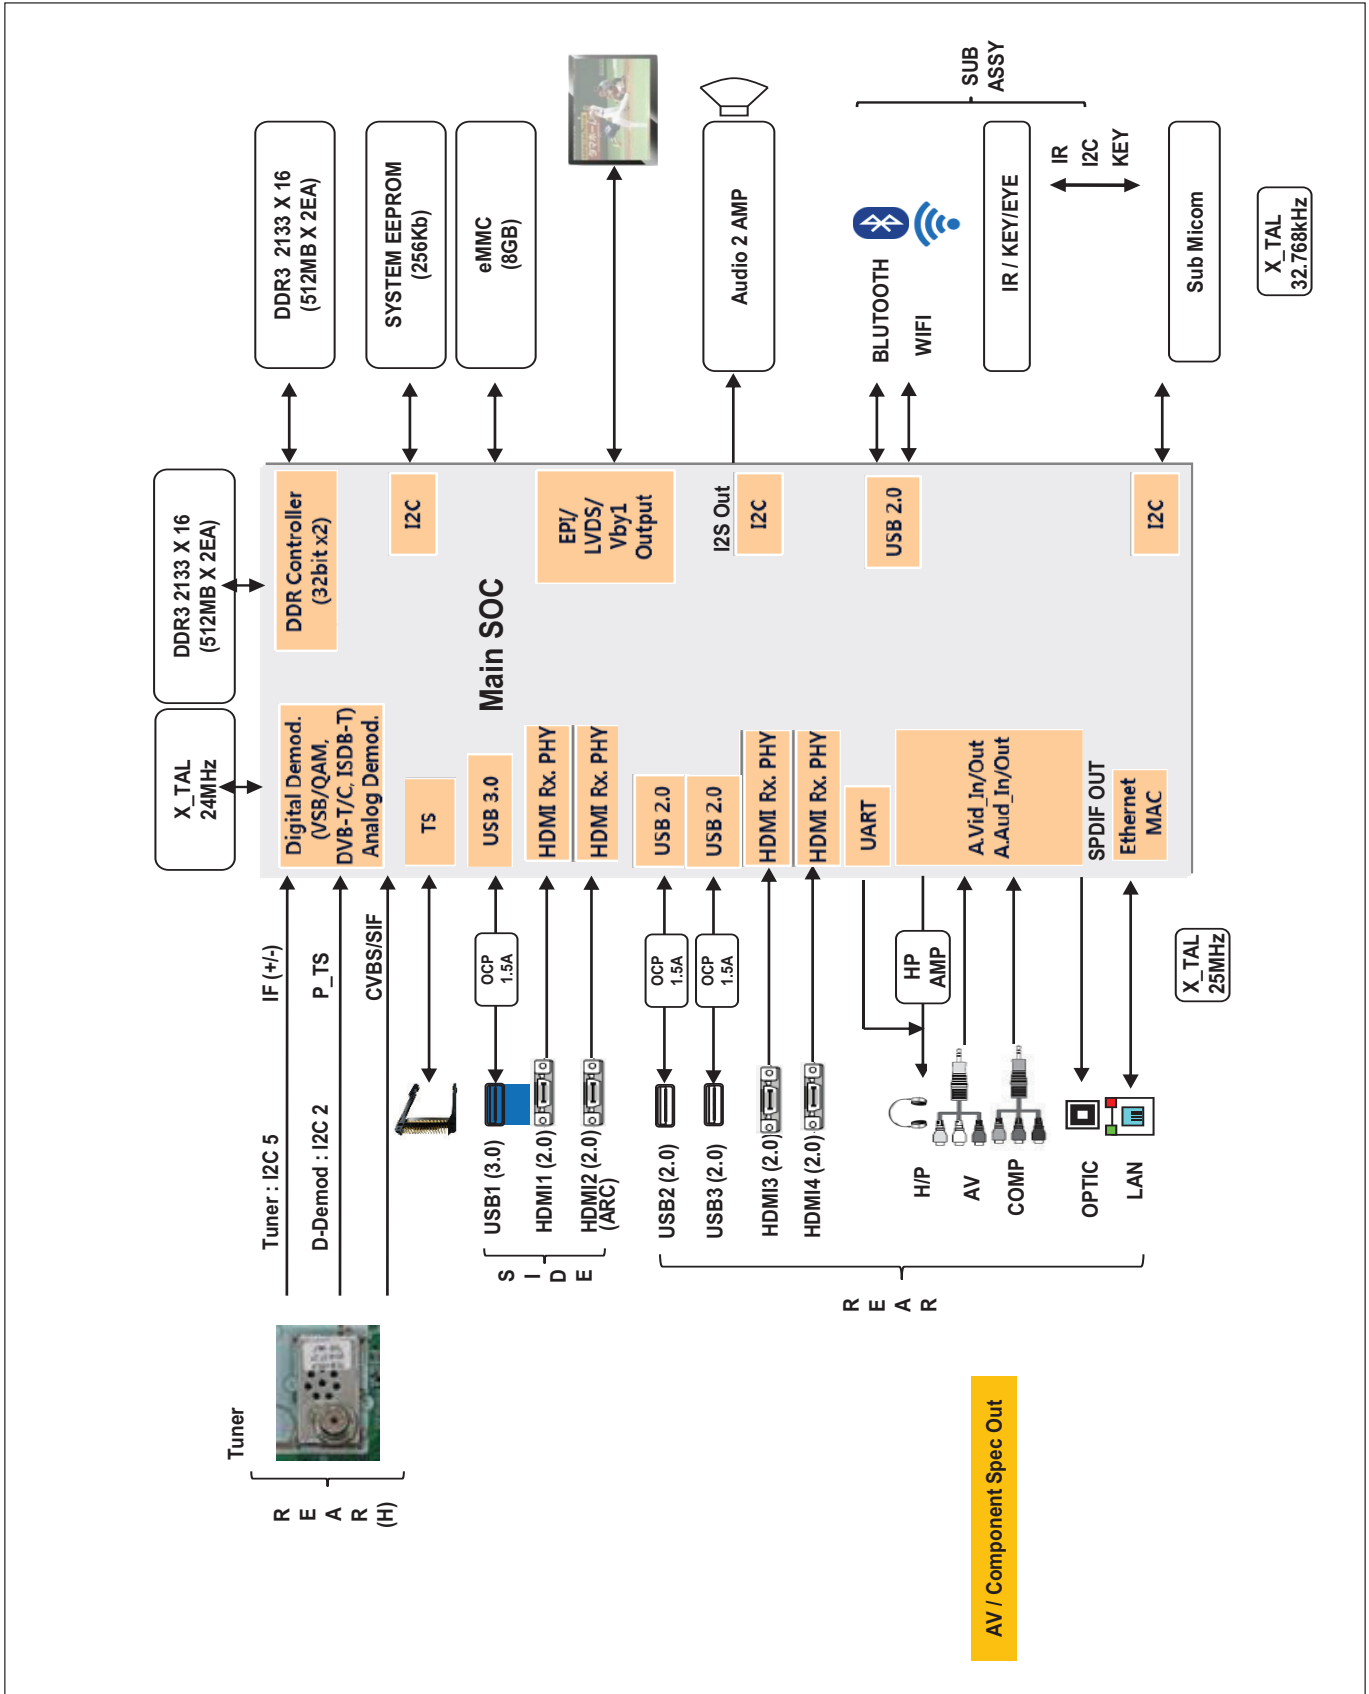 Tuner
R
E
A
R
(H)
Tuner : I2C 5
IF (+/-)
D-Demod : I2C 2
P_TS
CVBS/SIF
X_TAL
24MHz
DDR3 2133 X 16
(512MB X 2EA)
DDR3 2133 X 16
(512MB X 2EA)
SYSTEM EEPROM
(256Kb)
eMMC
(8GB)
Digital Demod.
(VSB/QAM,
DVB-T/C, ISDB-T)
Analog Demod.
DDR Controller
(32bit x2)
TS
I2C
Main SOC
S
I
D
E
USB1 (3.0)
OCP
1.5A
USB 3.0
HDMI1 (2.0)
HDMI Rx. PHY
HDMI2 (2.0)
(ARC)
HDMI Rx. PHY
EPI/
LVDS/
Vby1
Output
R
E
A
R
USB2 (2.0)
OCP
1.5A
USB 2.0
USB3 (2.0)
OCP
1.5A
USB 2.0
HDMI3 (2.0)
HDMI Rx. PHY
HDMI4 (2.0)
HDMI Rx. PHY
I2S Out
I2C
Audio 2 AMP
UART
H/P
HP
AMP
AV
COMP
A.Vid_In/Out
A.Aud_In/Out
USB 2.0
BLUTOOTH
WIFI
SUB
ASSY
IR / KEY/EYE
IR
I2C
KEY
OPTIC
SPDIF OUT
LAN
Ethernet
MAC
I2C
Sub Micom
X_TAL
25MHz
X_TAL
32.768kHz
AV / Component Spec Out